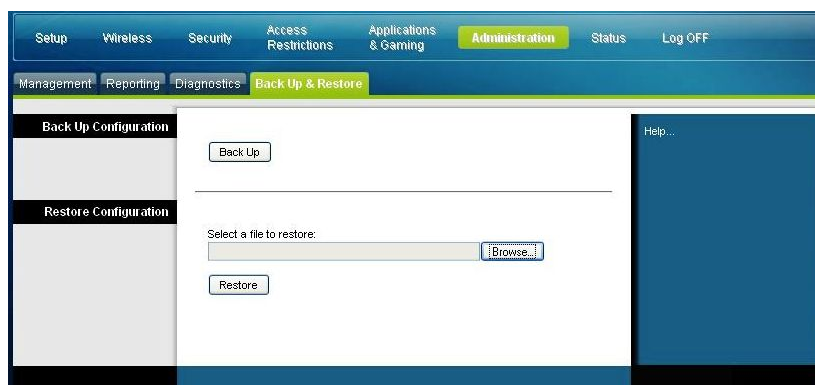 Setup Wireless Security Access Restrictions Applications & Gaming Administration Status Log OFF
Management Reporting Diagnostics Back Up & Restore
Back Up Configuration
Help...
Back Up
Restore Configuration
Select a file to restore:
Browse...
Restore